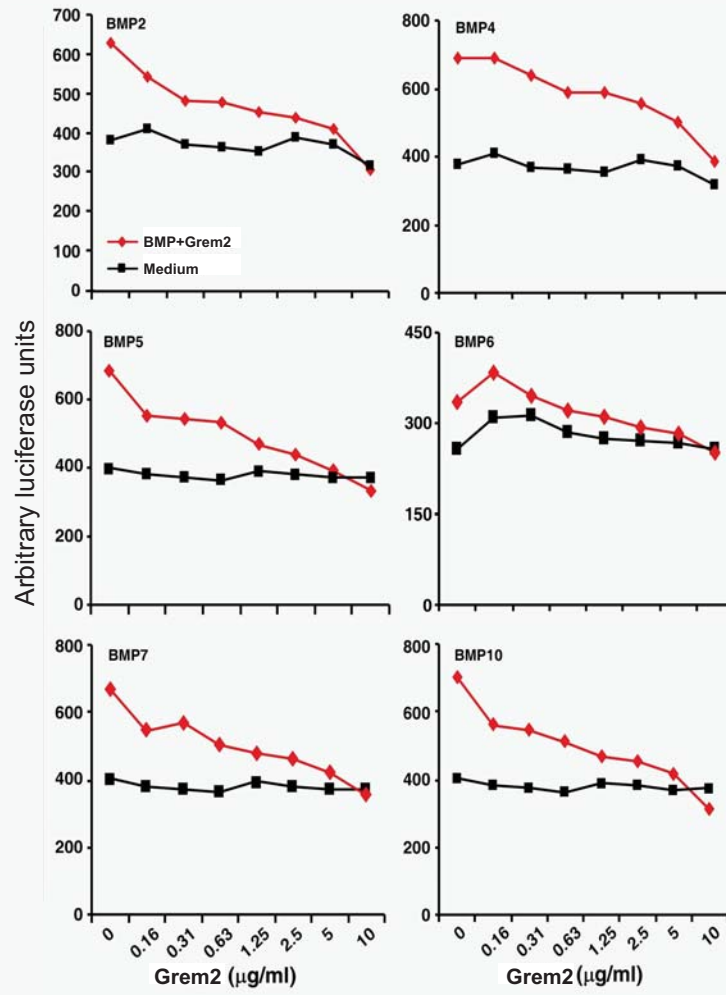 Arbitrary luciferase units
BMP2
700
600
500
400
300
200
100
0
BMP+Grem2
Medium
BMP4
800
600
400
200
0
BMP5
800
600
400
200
0
BMP6
450
300
150
0
BMP7
800
600
400
200
0
0 0.16 0.31 0.63 1.25 2.5 5 10
Grem2 (µg/ml)
BMP10
800
600
400
200
0
0 0.16 0.31 0.63 1.25 2.5 5 10
Grem2 (µg/ml)